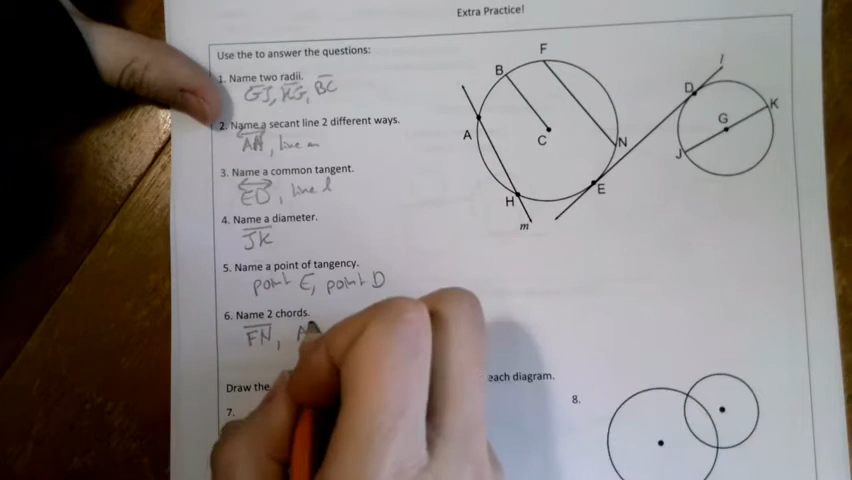 Extra Practice!
Use the to answer the questions:
1. Name two radii.
GJ, KG, BC
2. Name a secant line 2 different ways.
AH, line m
3. Name a common tangent.
ED, line l
4. Name a diameter.
JK
5. Name a point of tangency.
point E, point D
6. Name 2 chords.
FN, A
Draw the
each diagram.
7.
8.
F
B
A
C
N
H
E
m
l
D
K
G
J